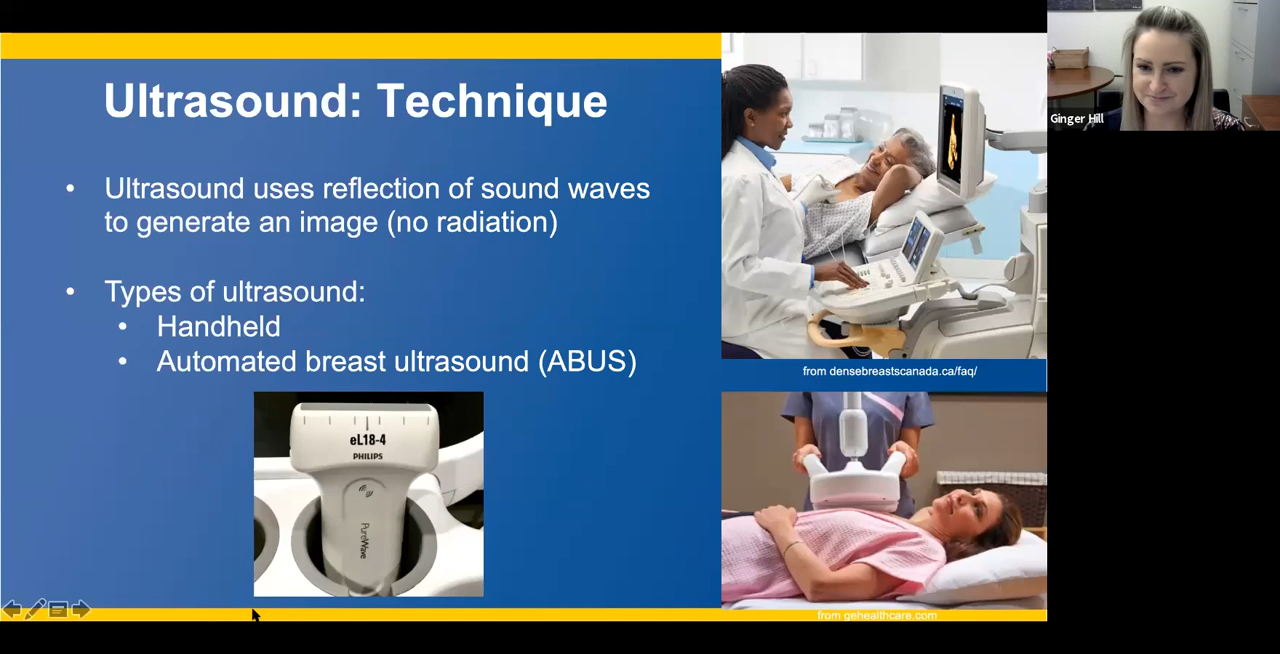 Ultrasound: Technique
• Ultrasound uses reflection of sound waves
to generate an image (no radiation)
• Types of ultrasound:
• Handheld
• Automated breast ultrasound (ABUS)
eL18-4
PHILIPS
PureWave
from densebreastscanada.ca/faq/
from gehealthcare.com
Ginger Hill